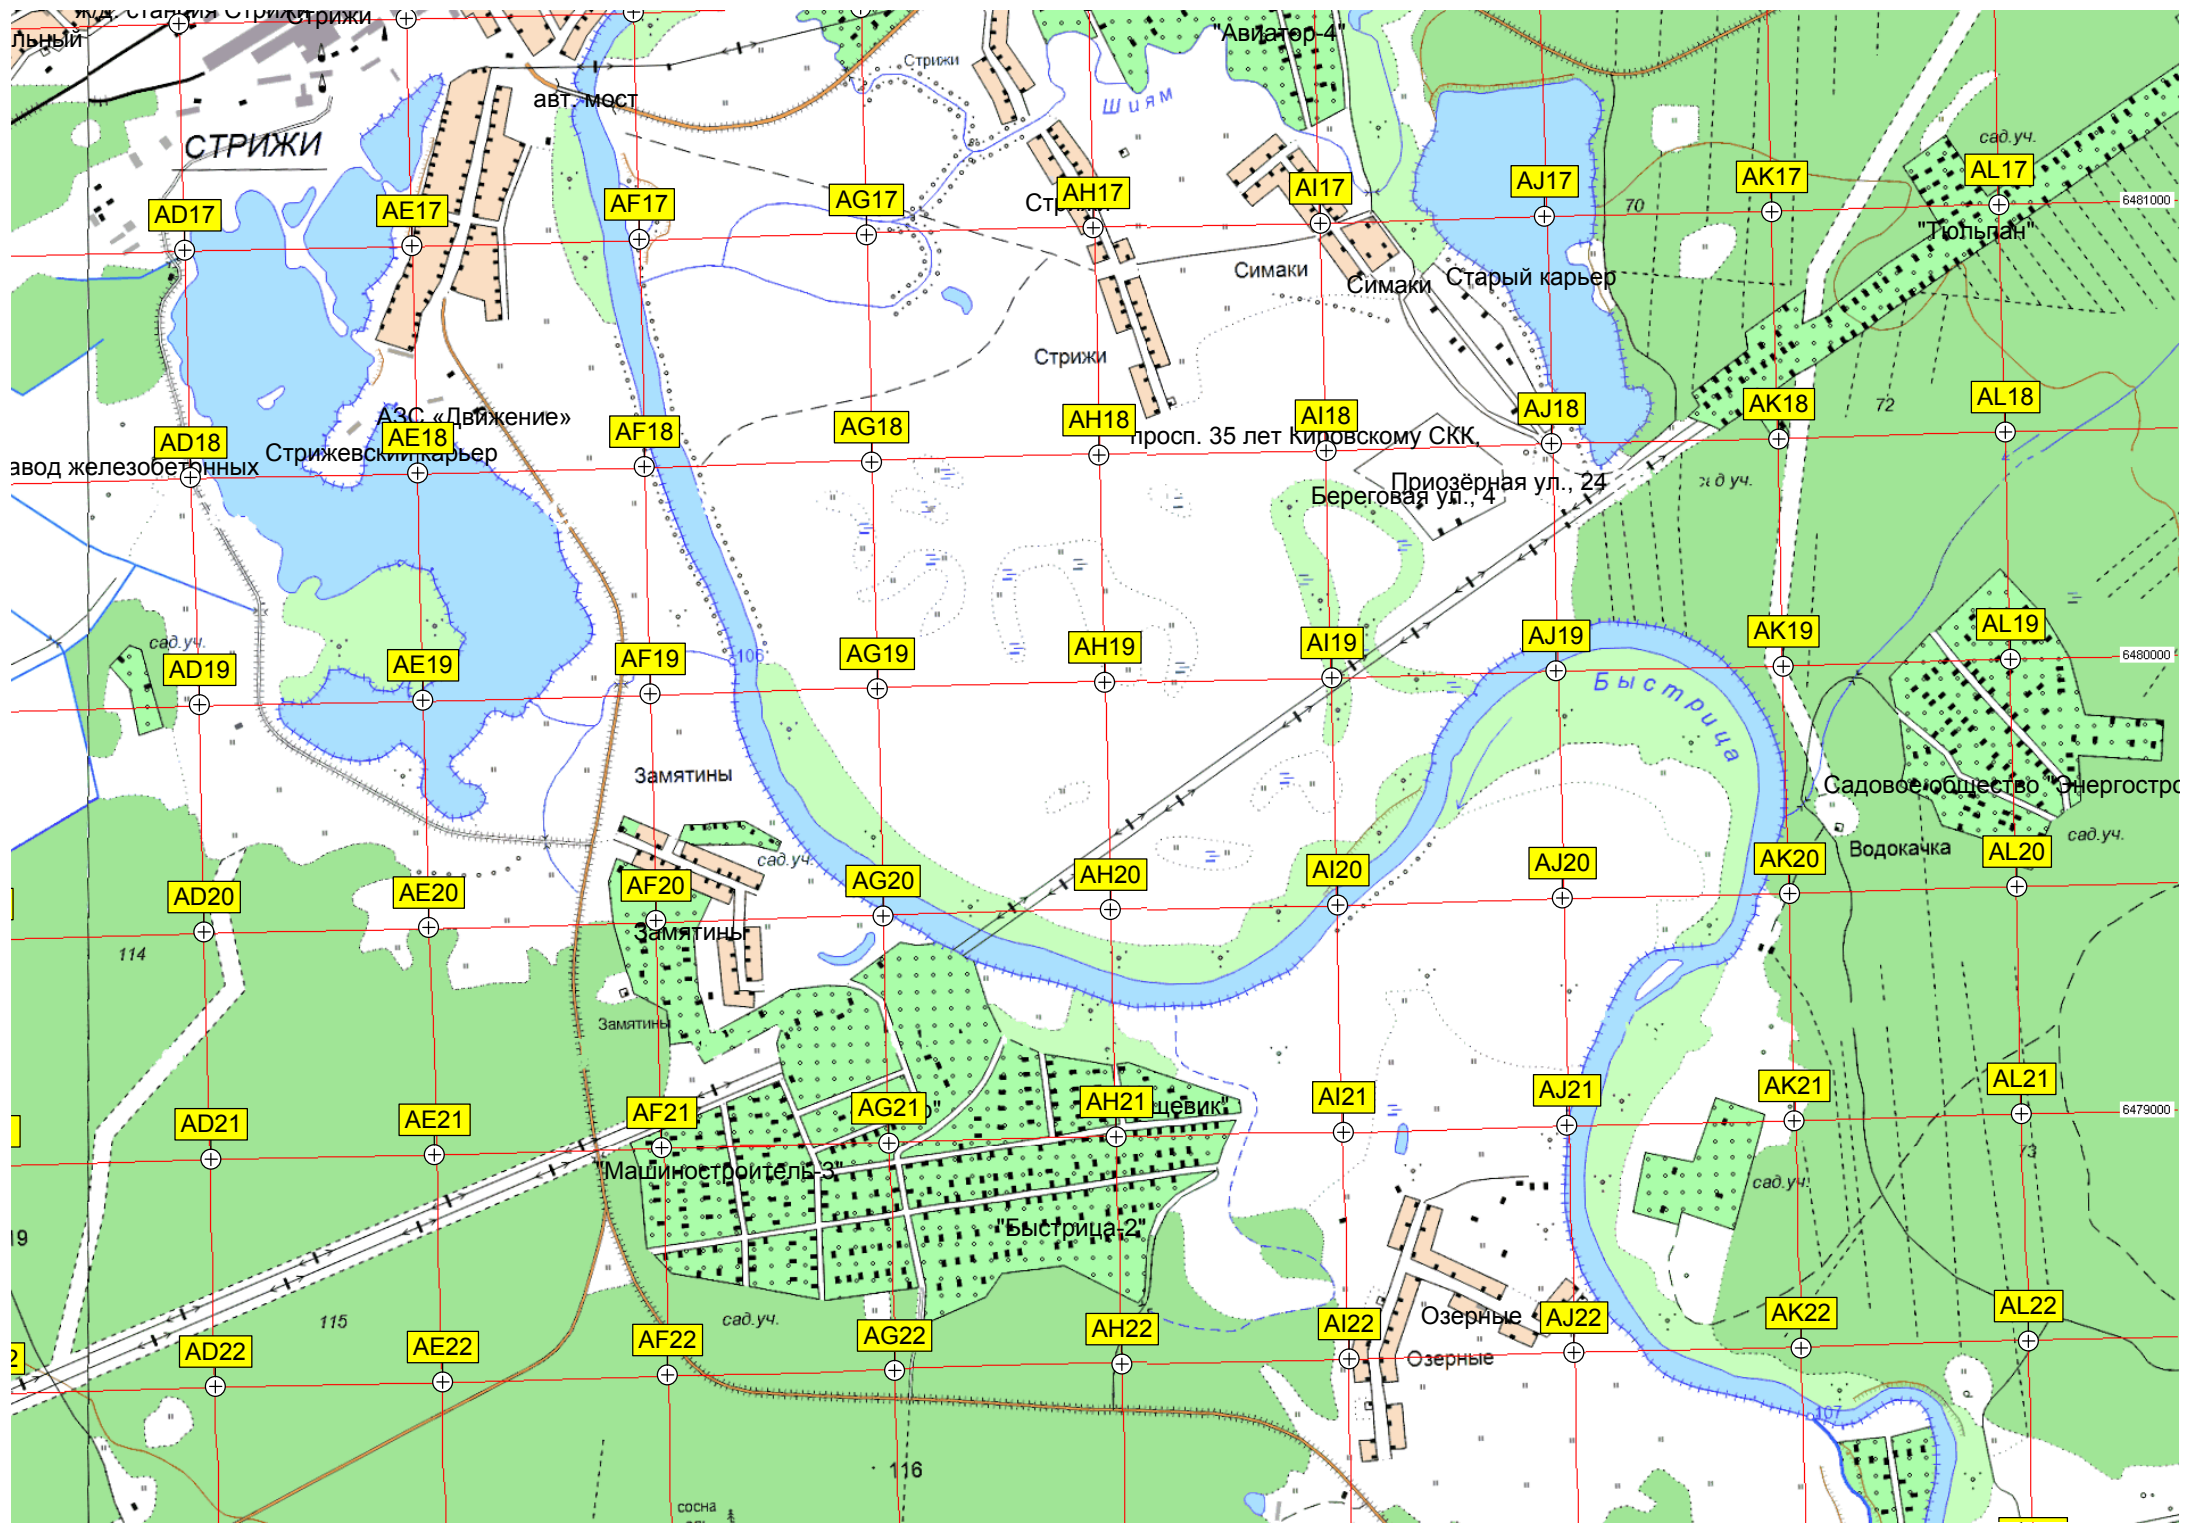 ж/д. станция Стрижи
Стрижи
льный
"Авиатор-4"
Стрижи
авт. мост
Шиям
СТРИЖИ
сад.уч.
AD17
AE17
AF17
AG17
AH17
AI17
AJ17
AK17
AL17
6481000
70
"Тюльпан"
Симаки
Симаки
Старый карьер
Стрижи
АЗС «Движение»
AD18
AE18
AF18
AG18
AH18
AI18
AJ18
AK18
AL18
72
просп. 35 лет Кировскому СКК,
Стрижевский карьер
авод железобетонных
Приозёрная ул., 24
Береговая ул., 4
д уч.
сад.уч.
AD19
AE19
AF19
AG19
AH19
AI19
AJ19
AK19
AL19
106
6480000
Быстрица
Замятины
Садовое общество "Энергостро
сад.уч.
Водокачка
сад.уч.
AD20
AE20
AF20
AG20
AH20
AI20
AJ20
AK20
AL20
Замятины
114
Замятины
AD21
AE21
AF21
AG21
AH21
щевик"
AI21
AJ21
AK21
AL21
6479000
73
"Машиностроитель-3"
сад.уч.
"Быстрица-2"
19
115
сад.уч.
Озерные
AD22
AE22
AF22
AG22
AH22
AI22
AJ22
AK22
AL22
2
Озерные
107
116
сосна